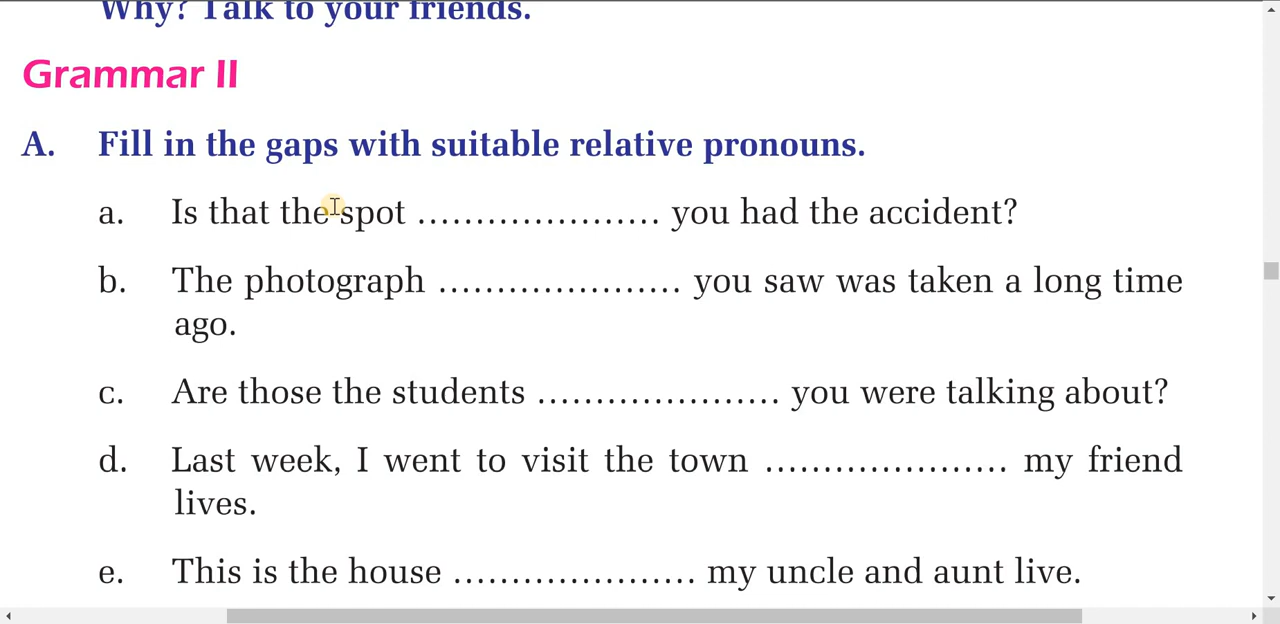 Why? Talk to your friends.
Grammar II
A. Fill in the gaps with suitable relative pronouns.
a. Is that the spot ..................... you had the accident?
b. The photograph ..................... you saw was taken a long time
ago.
c. Are those the students ..................... you were talking about?
d. Last week, I went to visit the town ..................... my friend
lives.
e. This is the house ..................... my uncle and aunt live.